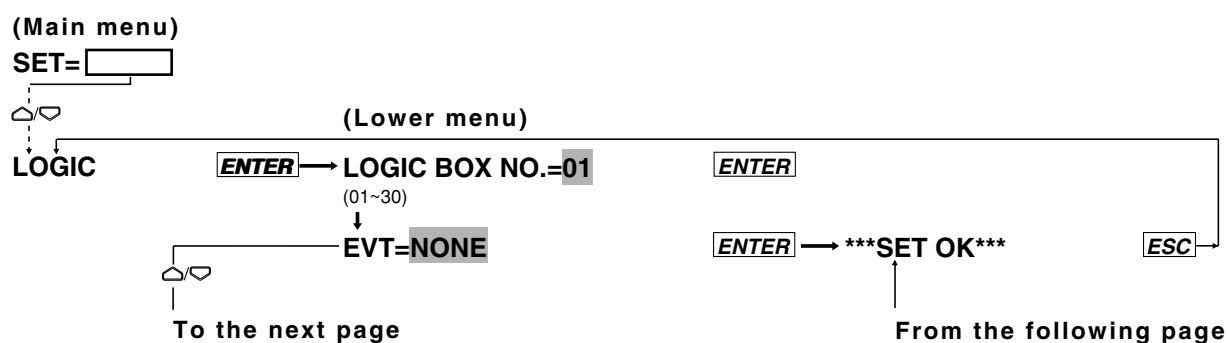 (Main menu)
SET=
/
(Lower menu)
LOGIC ENTER LOGIC BOX NO.=01 ENTER
(01~30)
EVT=NONE ENTER ***SET OK*** ESC
/
To the next page From the following page